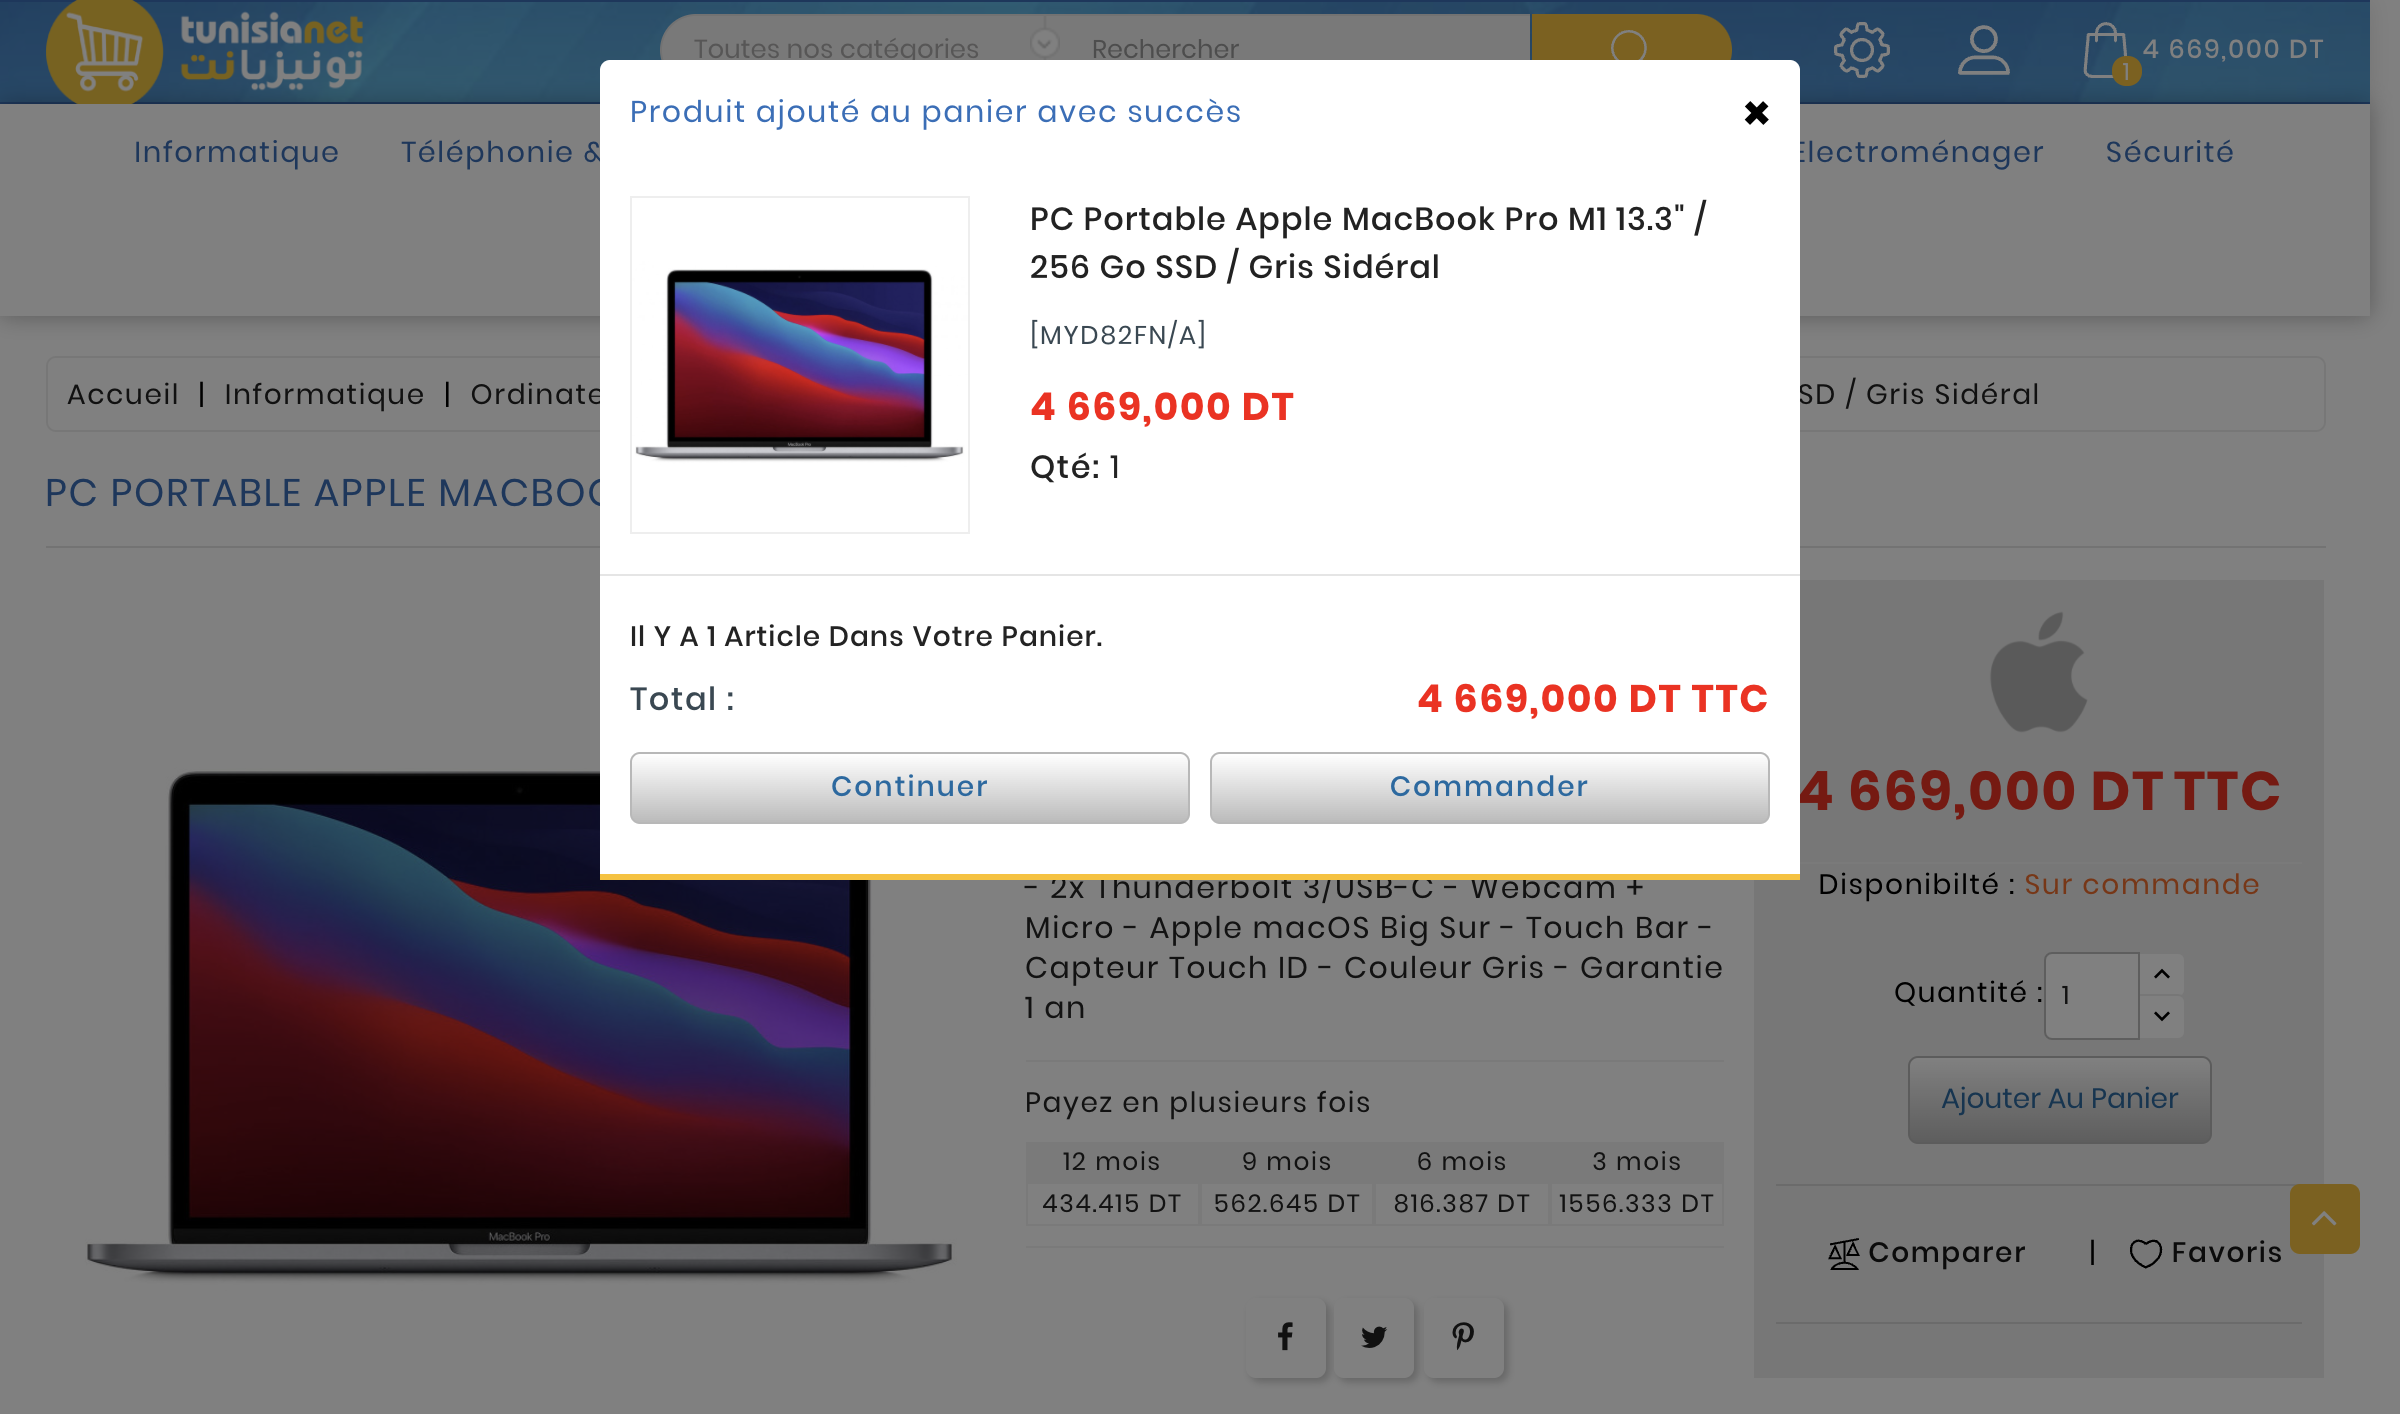 tunisianet
تونيزيانت
Toutes nos catégories
Rechercher
1
4 669,000 DT
Informatique
Téléphonie &
Electroménager
Sécurité
Produit ajouté au panier avec succès
PC Portable Apple MacBook Pro M1 13.3" /
256 Go SSD / Gris Sidéral
[MYD82FN/A]
4 669,000 DT
Qté: 1
Il Y A 1 Article Dans Votre Panier.
Total :
4 669,000 DT TTC
Continuer
Commander
Accueil | Informatique | Ordinate
SD / Gris Sidéral
PC PORTABLE APPLE MACBOO
MacBook Pro
- 2x Thunderbolt 3/USB-C - Webcam +
Micro - Apple macOS Big Sur - Touch Bar -
Capteur Touch ID - Couleur Gris - Garantie
1 an
Payez en plusieurs fois
12 mois 9 mois 6 mois 3 mois
434.415 DT 562.645 DT 816.387 DT 1556.333 DT
4 669,000 DT TTC
Disponibilté : Sur commande
Quantité : 1
Ajouter Au Panier
Comparer | Favoris